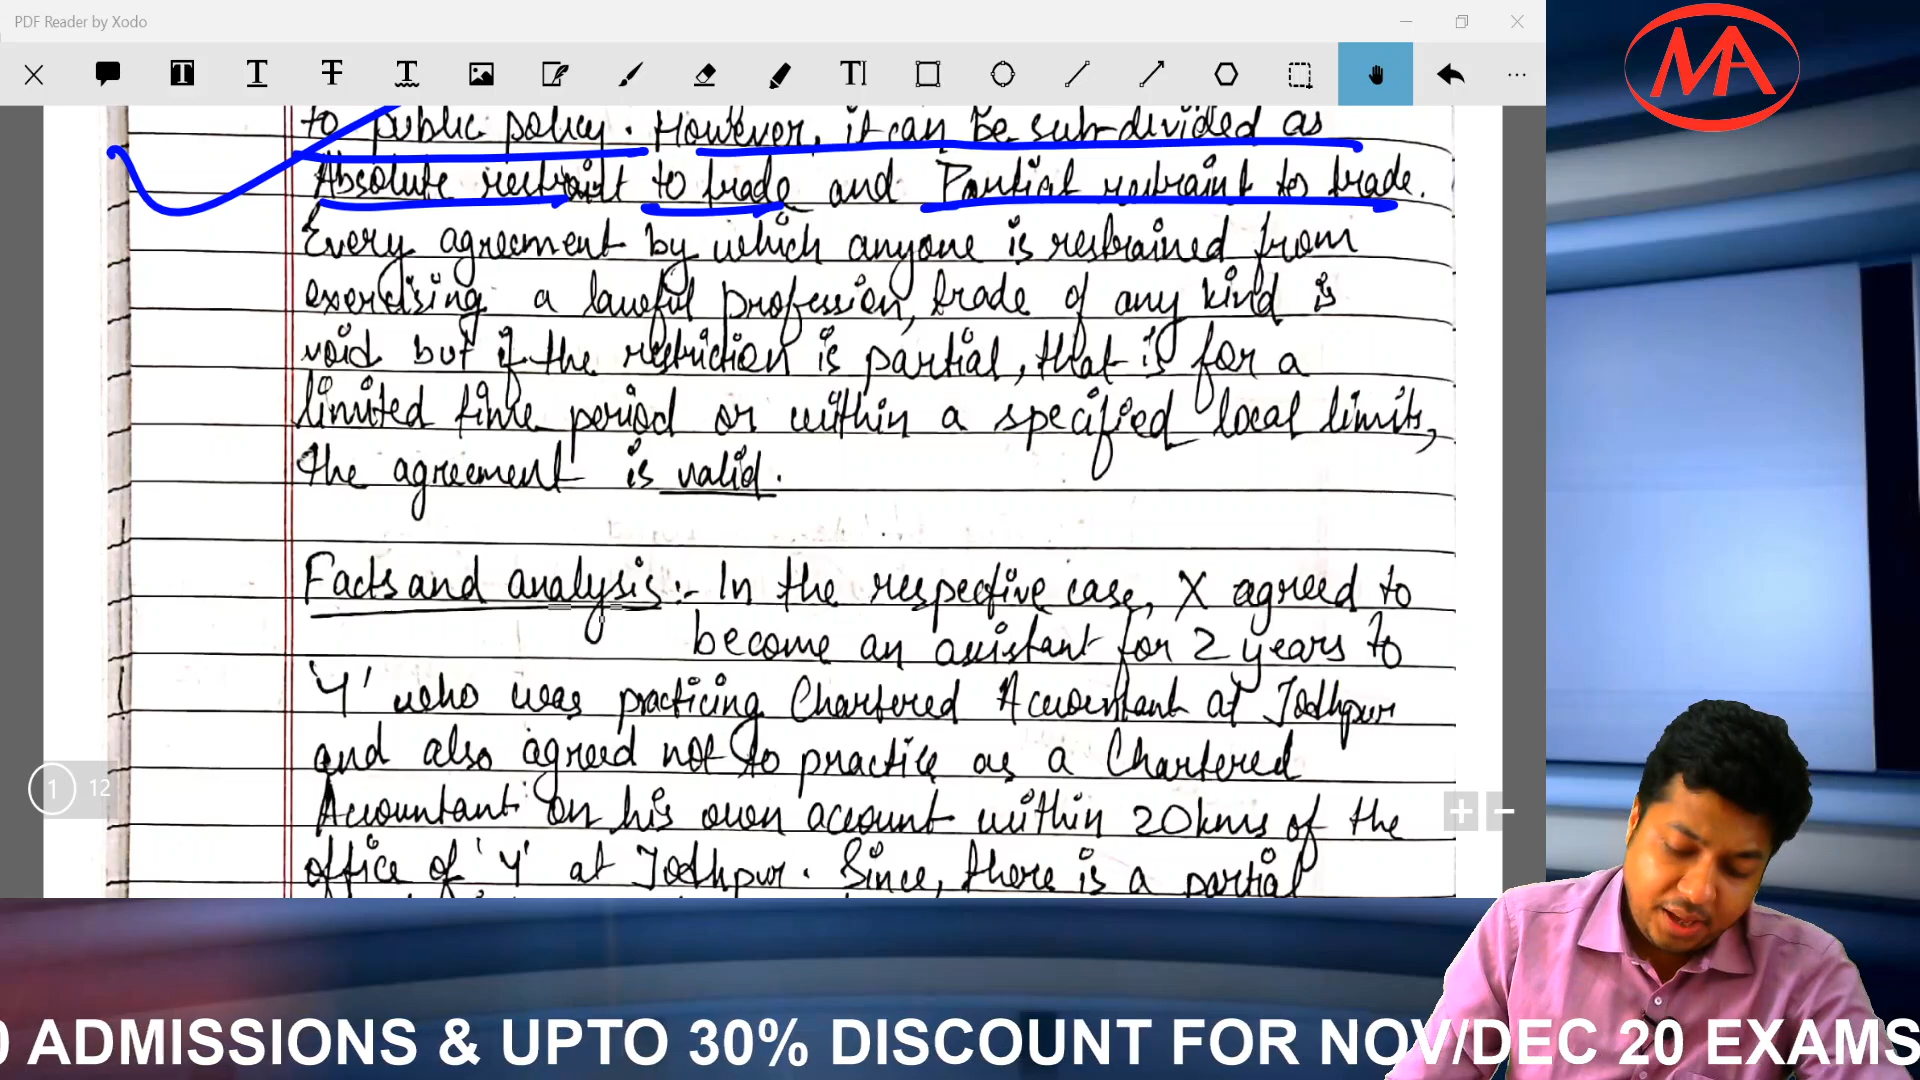 PDF Reader by Xodo
MA
to public policy. However, it can be sub-divided as
Absolute restraint to trade and Partial restraint to trade.
Every agreement by which anyone is restrained from
exercising a lawful profession, trade of any kind is
void but if the restriction is partial, that is for a
limited time period or within a specified local limits,
the agreement is valid.
Facts and analysis:- In the respective case, X agreed to
become an assistant for 2 years to
'Y' who was practicing Chartered Accountant at Jodhpur
and also agreed not to practice as a Chartered
Accountant on his own account within 20kms of the
office of 'Y' at Jodhpur. Since, there is a partial
1 12
0 ADMISSIONS & UPTO 30% DISCOUNT FOR NOV/DEC 20 EXAMS